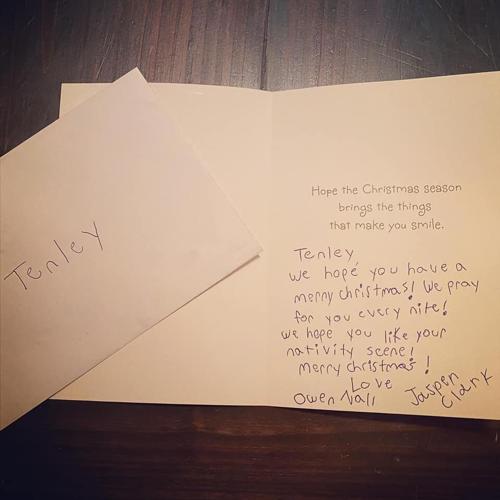 Tenley
Hope the Christmas season
brings the things
that make you smile.
Tenley
we hope you have a
merry christmas! We pray
for you every nite!
we hope you like your
nativity scene!
merry christmas!
Love
Owen Nall
Jaspen
Clark